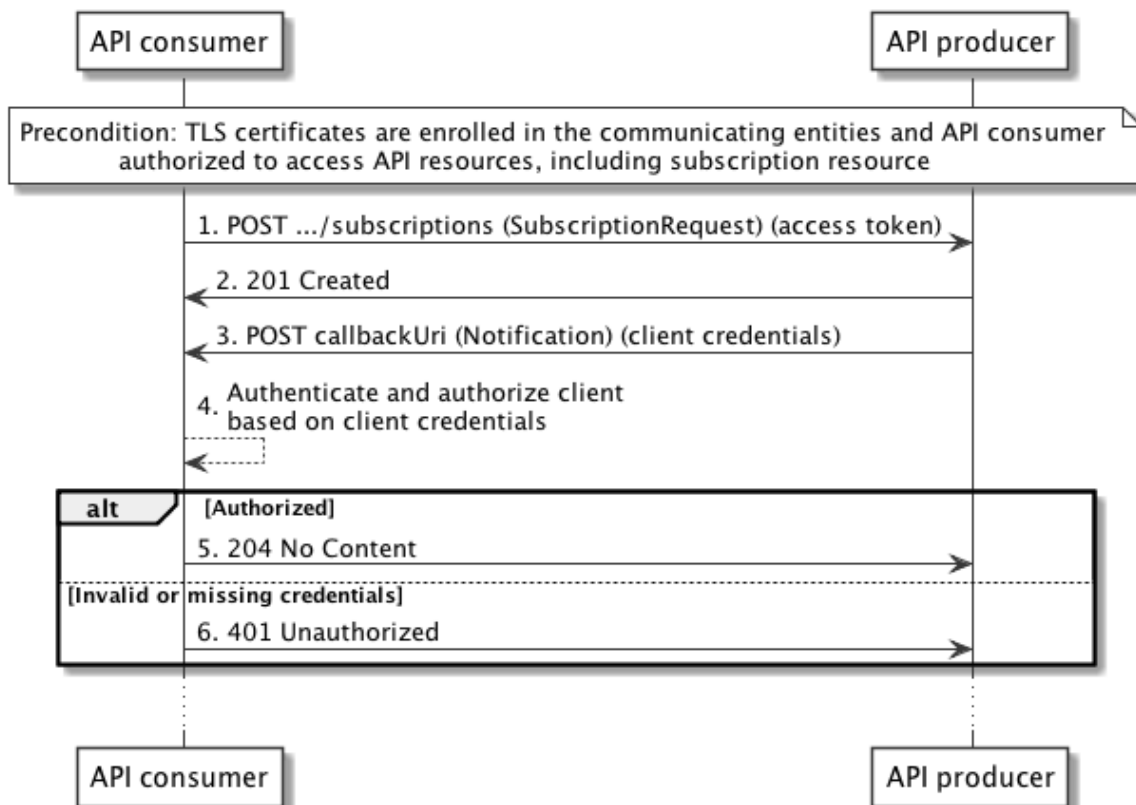 API consumer
API producer
Precondition: TLS certificates are enrolled in the communicating entities and API consumer
authorized to access API resources, including subscription resource
1. POST .../subscriptions (SubscriptionRequest) (access token)
2. 201 Created
3. POST callbackUri (Notification) (client credentials)
4. Authenticate and authorize client
based on client credentials
alt [Authorized]
5. 204 No Content
[Invalid or missing credentials]
6. 401 Unauthorized
API consumer
API producer